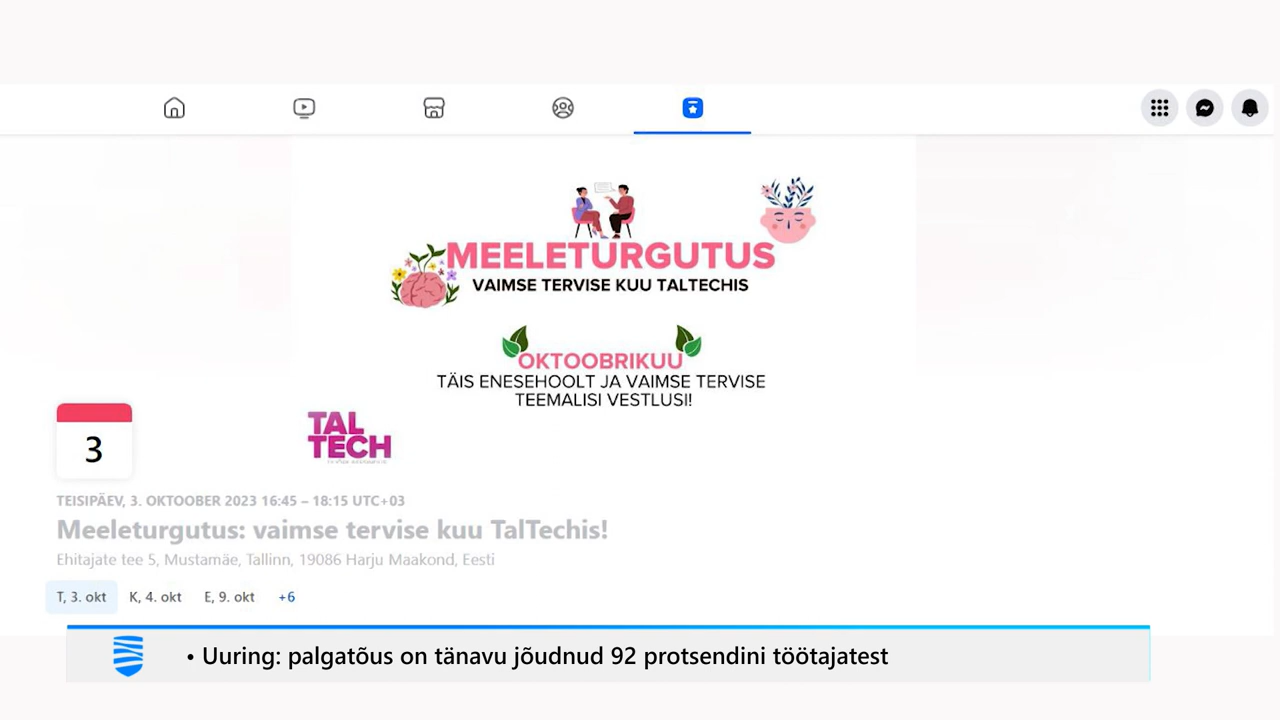 MEELETURGUTUS
VAIMSE TERVISE KUU TALTECHIS
OKTOOBRIKUU
TÄIS ENESEHOOLT JA VAIMSE TERVISE
TEEMALISI VESTLUSI!
TAL
TECH
3
TEISIPÄEV, 3. OKTOOBER 2023 16:45 – 18:15 UTC+03
Meeleturgutus: vaimse tervise kuu TalTechis!
Ehitajate tee 5, Mustamäe, Tallinn, 19086 Harju Maakond, Eesti
T, 3. okt K, 4. okt E, 9. okt +6
• Uuring: palgatõus on tänavu jõudnud 92 protsendini töötajatest